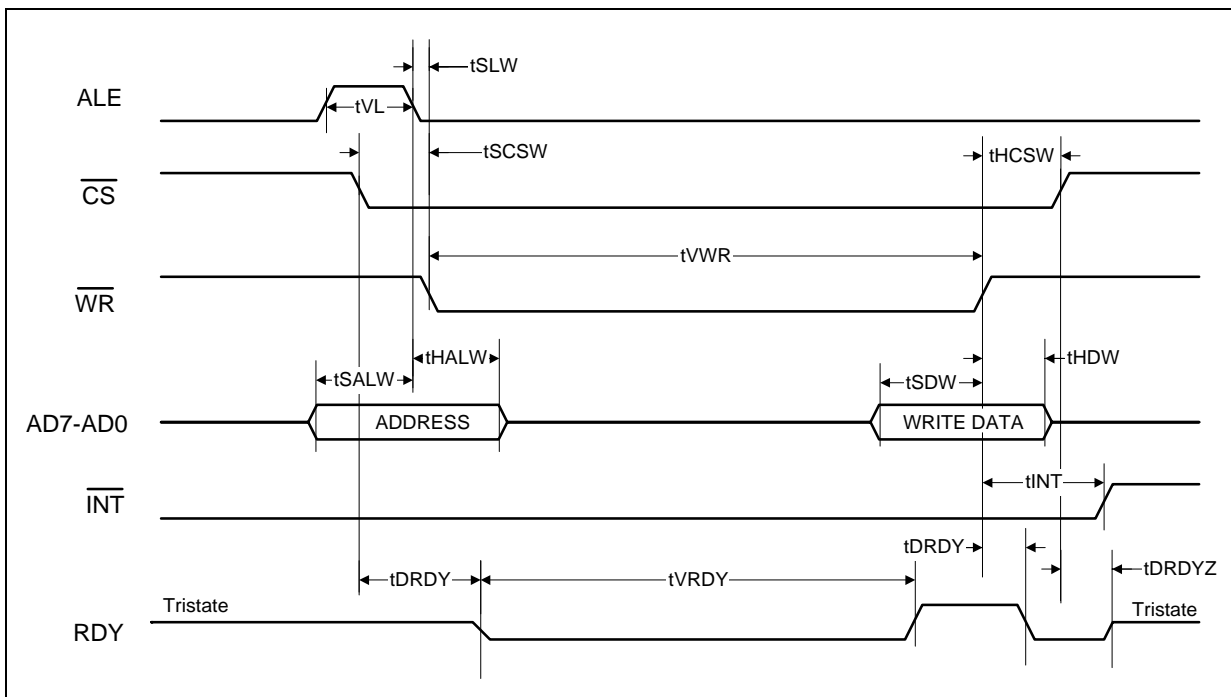 tSLW
ALE
tVL
tSCSW
tHCSW
CS
tVWR
WR
tHALW
tHDW
tSALW
tSDW
AD7-AD0
ADDRESS
WRITE DATA
tINT
INT
tDRDY
tDRDY
tVRDY
tDRDYZ
Tristate
Tristate
RDY